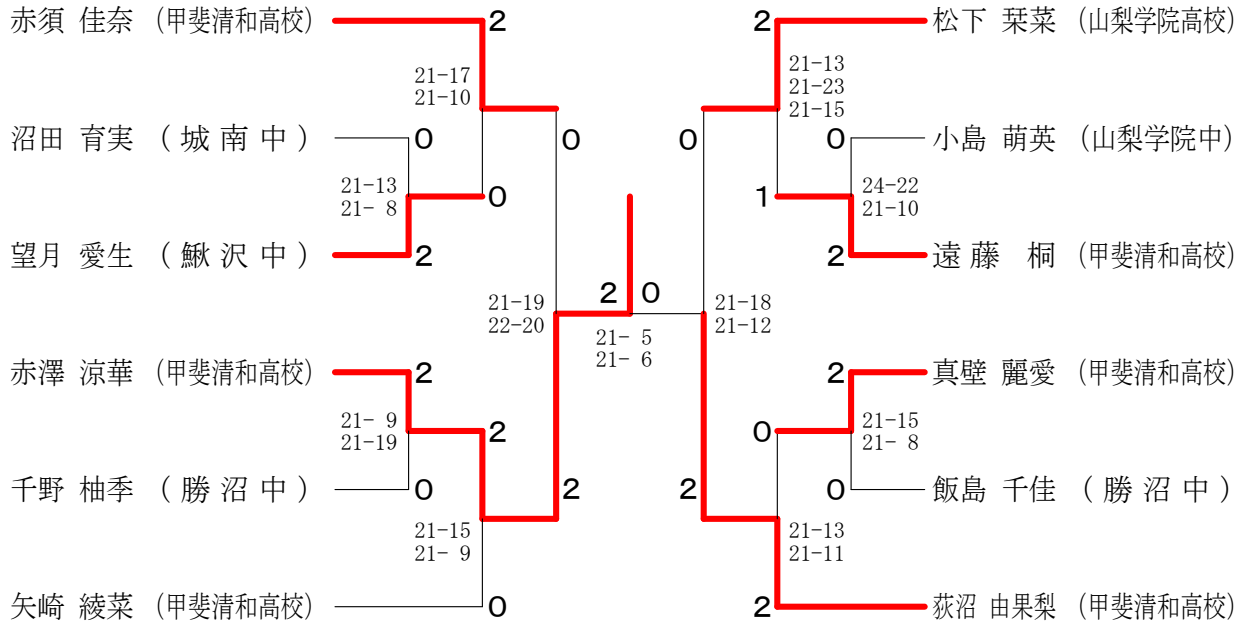 赤須 佳奈 (甲斐清和高校) 2 2 松下 栞菜 (山梨学院高校)
21-17 21-13
21-10 21-23
21-15
沼田 育実 ( 城 南 中 ) 0 0 0 0 小島 萌英 (山梨学院中)
21-13 0 1 24-22
21- 8 21-10
望月 愛生 ( 鰍 沢 中 ) 2 2 遠 藤 桐 (甲斐清和高校)
21-19 2 0 21-18
22-20 21- 5 21-12
21- 6
赤澤 涼華 (甲斐清和高校) 2 2 真壁 麗愛 (甲斐清和高校)
21- 9 2 0 21-15
21-19 21- 8
千野 柚季 ( 勝 沼 中 ) 0 2 2 0 飯島 千佳 ( 勝 沼 中 )
21-15 21-13
21- 9 21-11
矢崎 綾菜 (甲斐清和高校) 0 2 荻沼 由果梨 (甲斐清和高校)